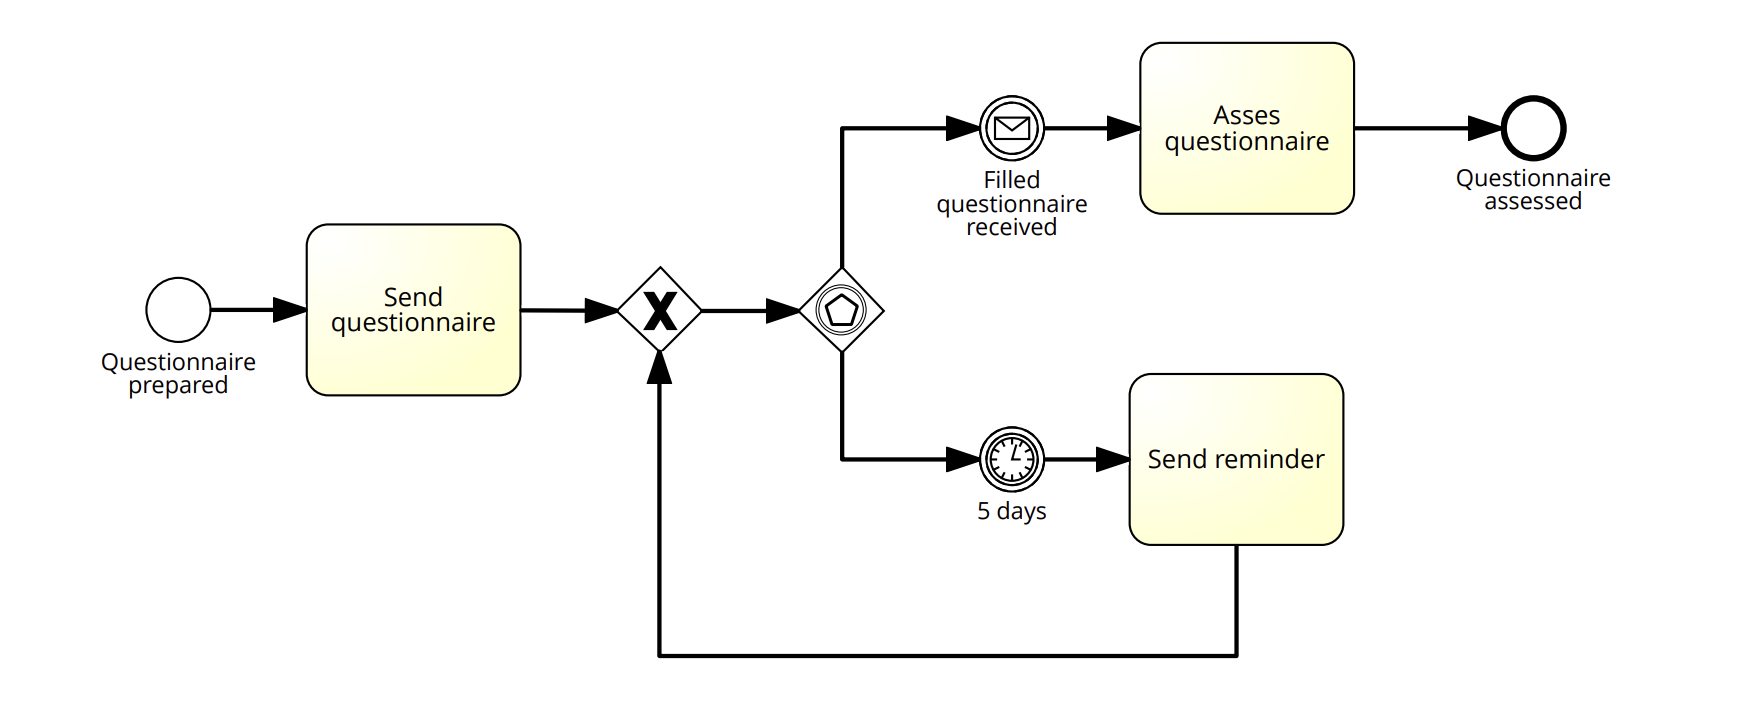 Questionnaire
prepared
Send
questionnaire
X
Filled
questionnaire
received
Asses
questionnaire
Questionnaire
assessed
5 days
Send reminder